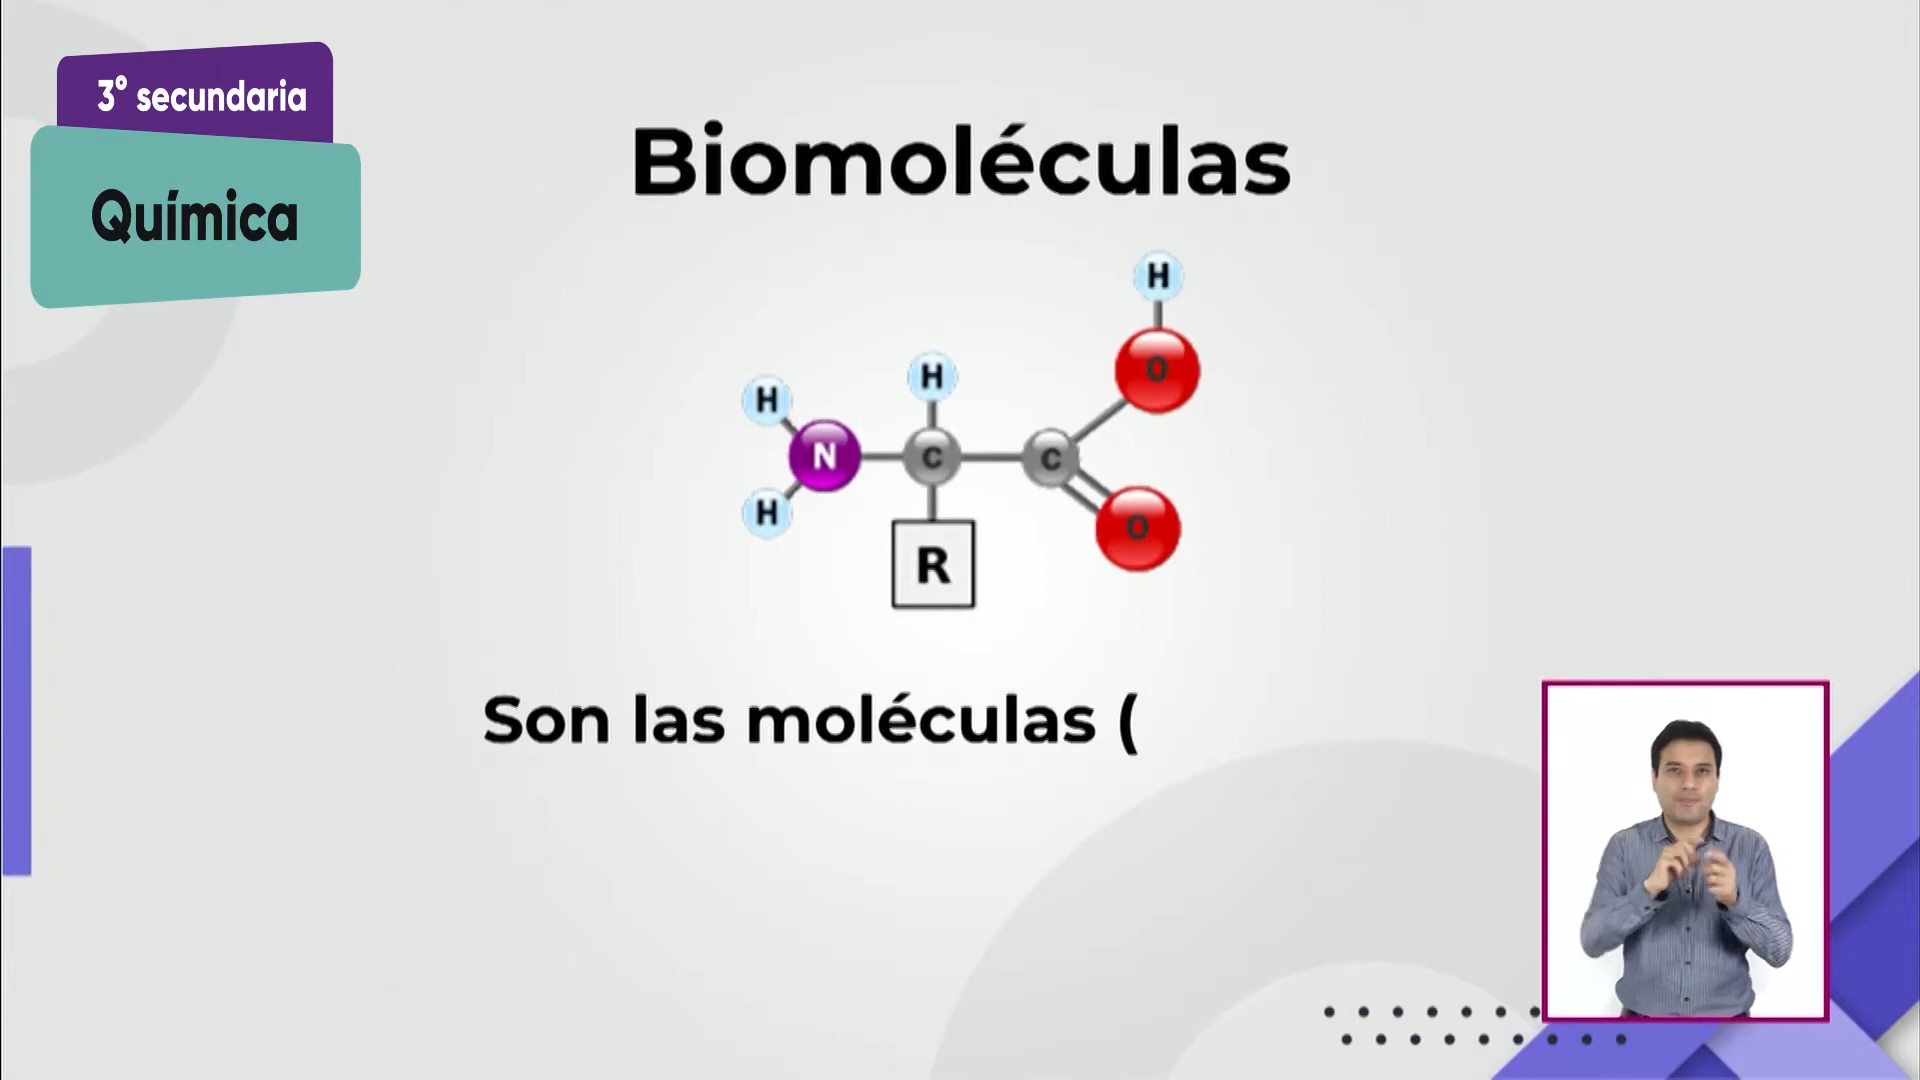 3° secundaria
Química
Biomoléculas
H
O
H
H
N
C
C
H
O
R
Son las moléculas (